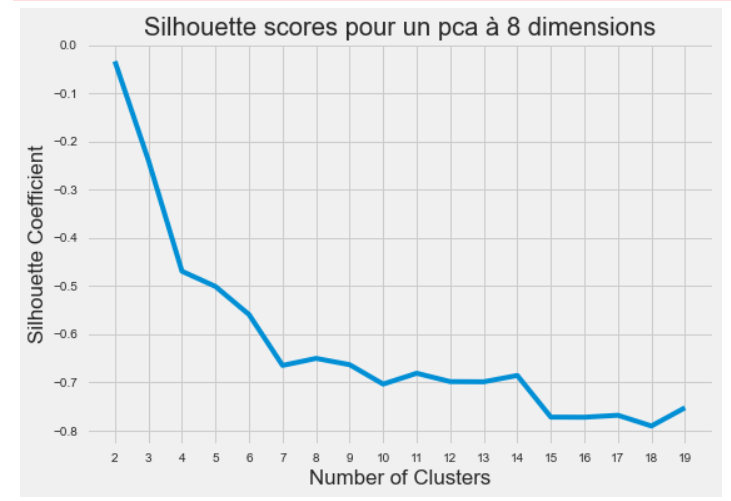 Silhouette scores pour un pca à 8 dimensions
Silhouette Coefficient
0.0
−0.1
−0.2
−0.3
−0.4
−0.5
−0.6
−0.7
−0.8
2 3 4 5 6 7 8 9 10 11 12 13 14 15 16 17 18 19
Number of Clusters